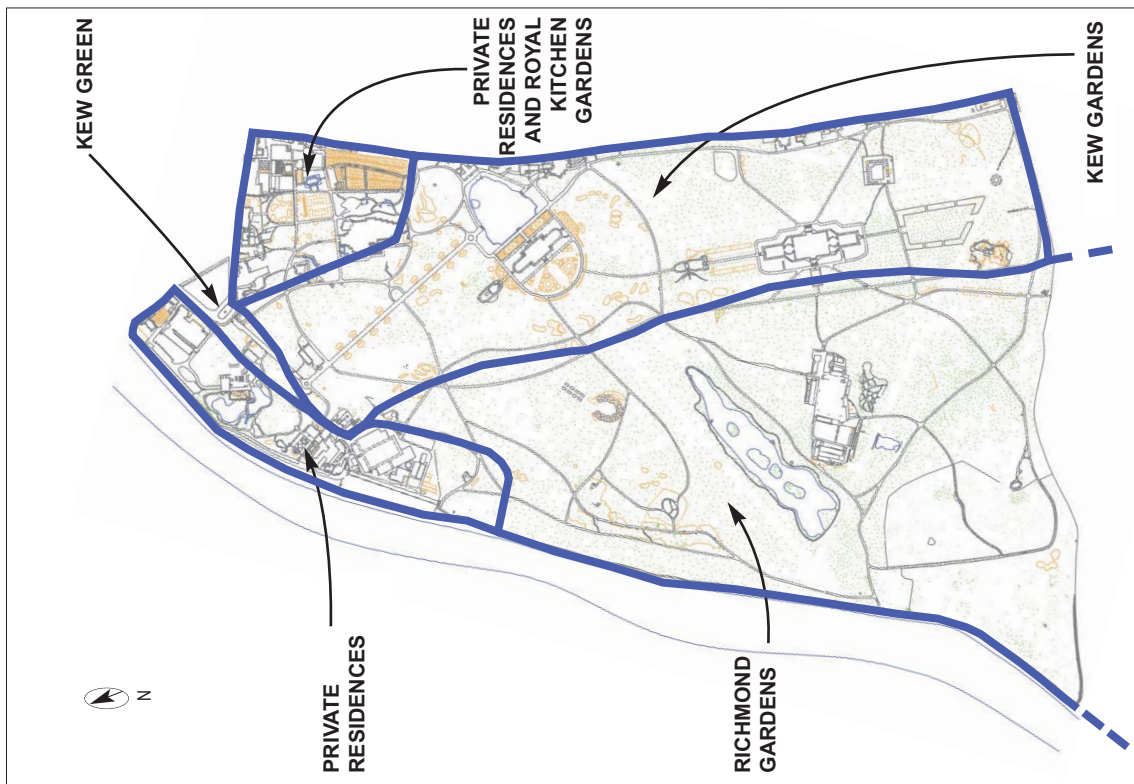 KEW GREEN
PRIVATE
RESIDENCES
AND ROYAL
KITCHEN
GARDENS
KEW GARDENS
PRIVATE
RESIDENCES
RICHMOND
GARDENS
N